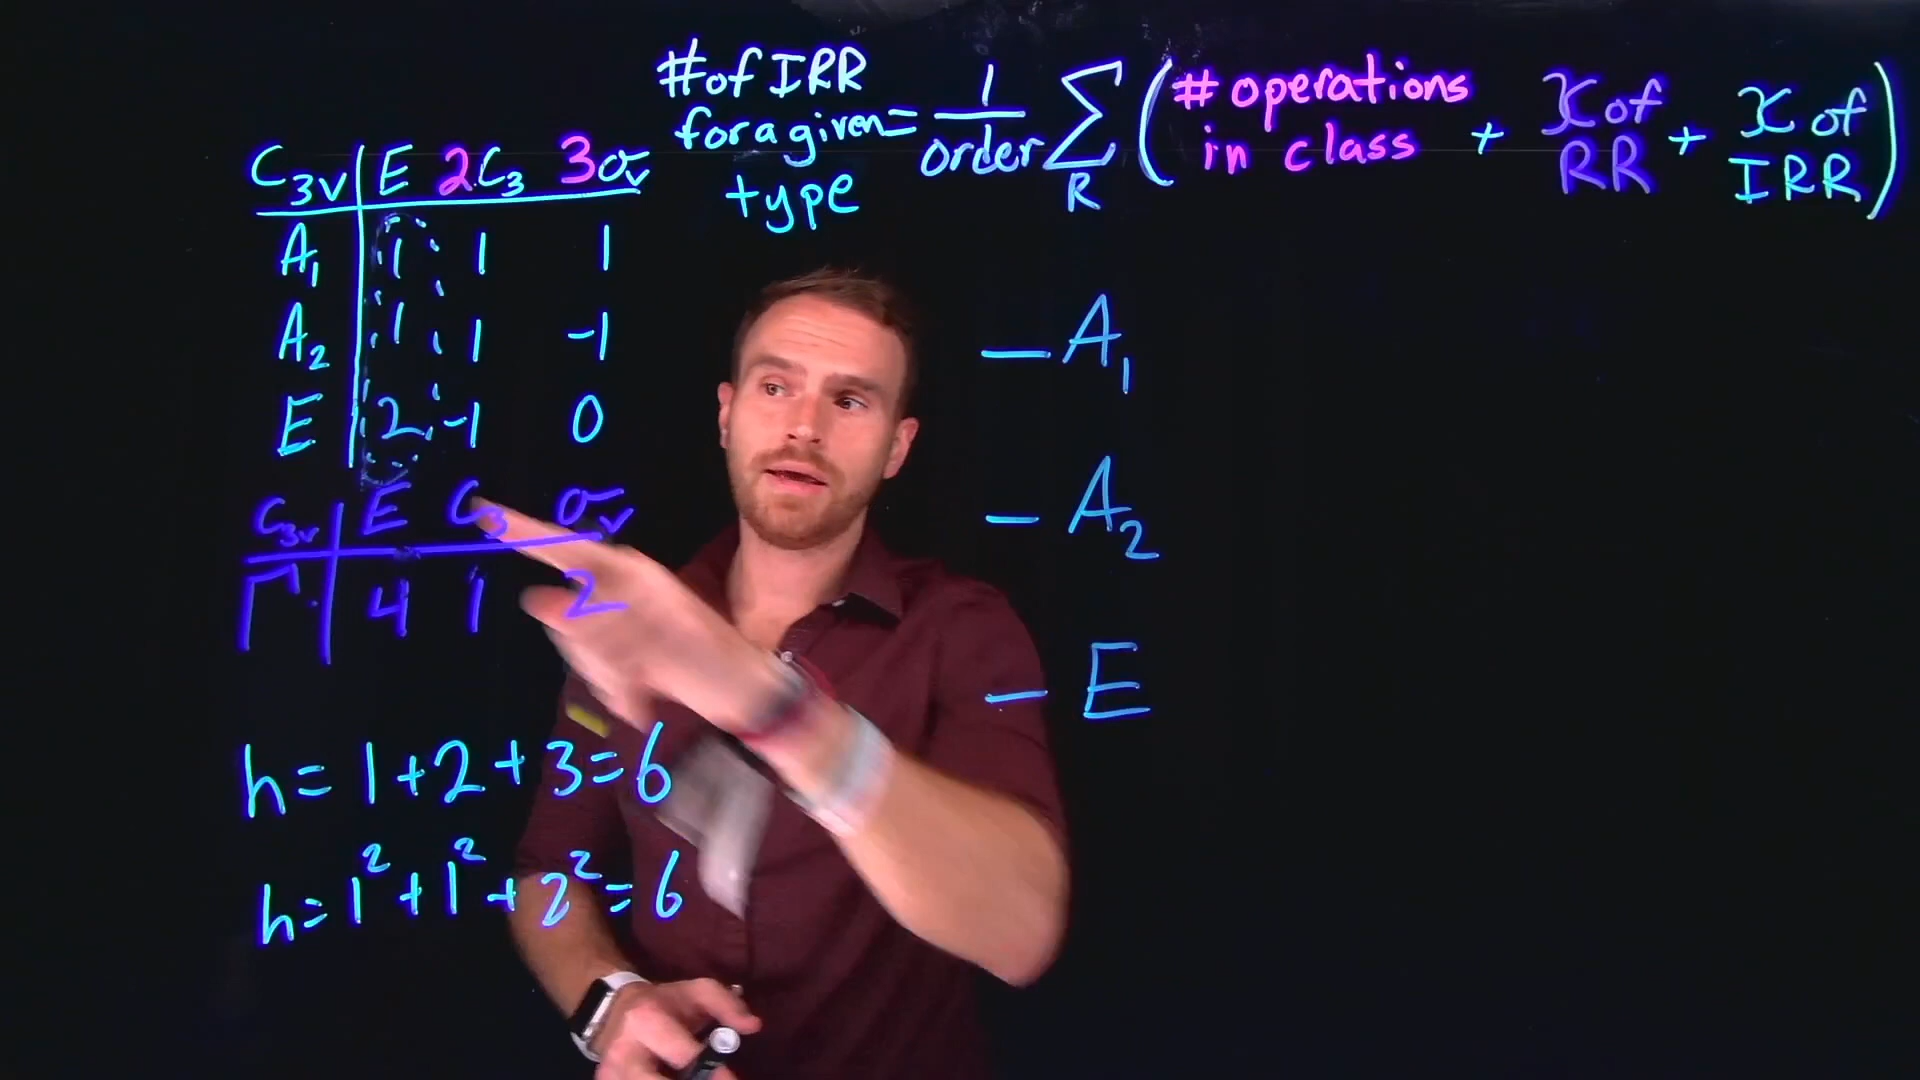 # of IRR
for a given = 1/order Σ R (# operations in class + χ of RR + χ of IRR)
type
C3v E 2C3 3σv
A1 1 1 1
A2 1 1 -1
E 2 -1 0
C3v E C3 σv
Γ 4 1 2
h = 1+2+3=6
h = 1²+1²+2²=6
– A1
– A2
– E